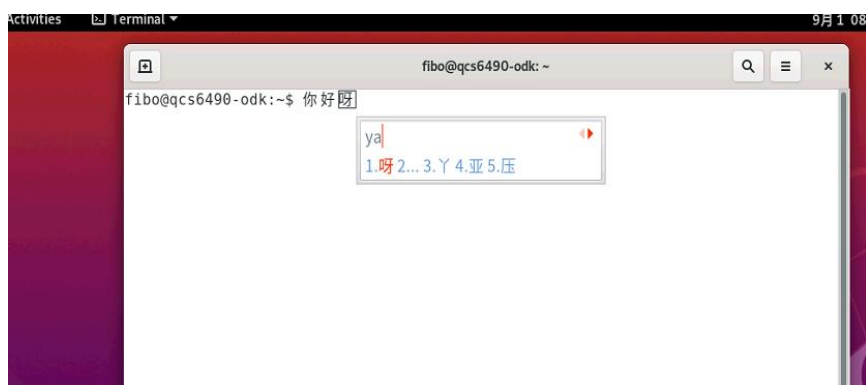 Activities Terminal 9月1 08
fibo@qcs6490-odk: ~
fibo@qcs6490-odk:~$ 你好呀
ya
1.呀 2... 3.丫 4.亚 5.压